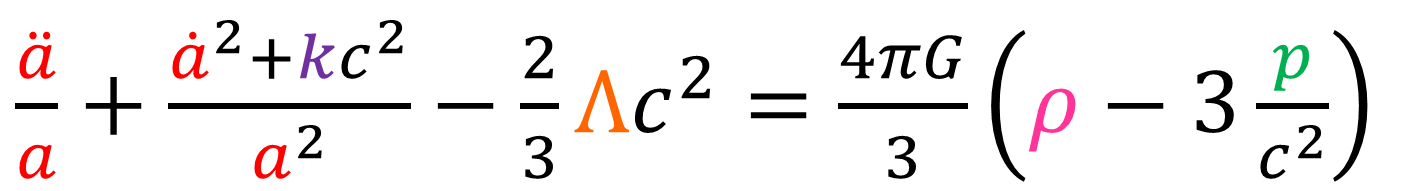 ä/a + (ȧ²+kc²)/a² − 2/3 Λc² = 4πG/3 (ρ − 3 p/c²)